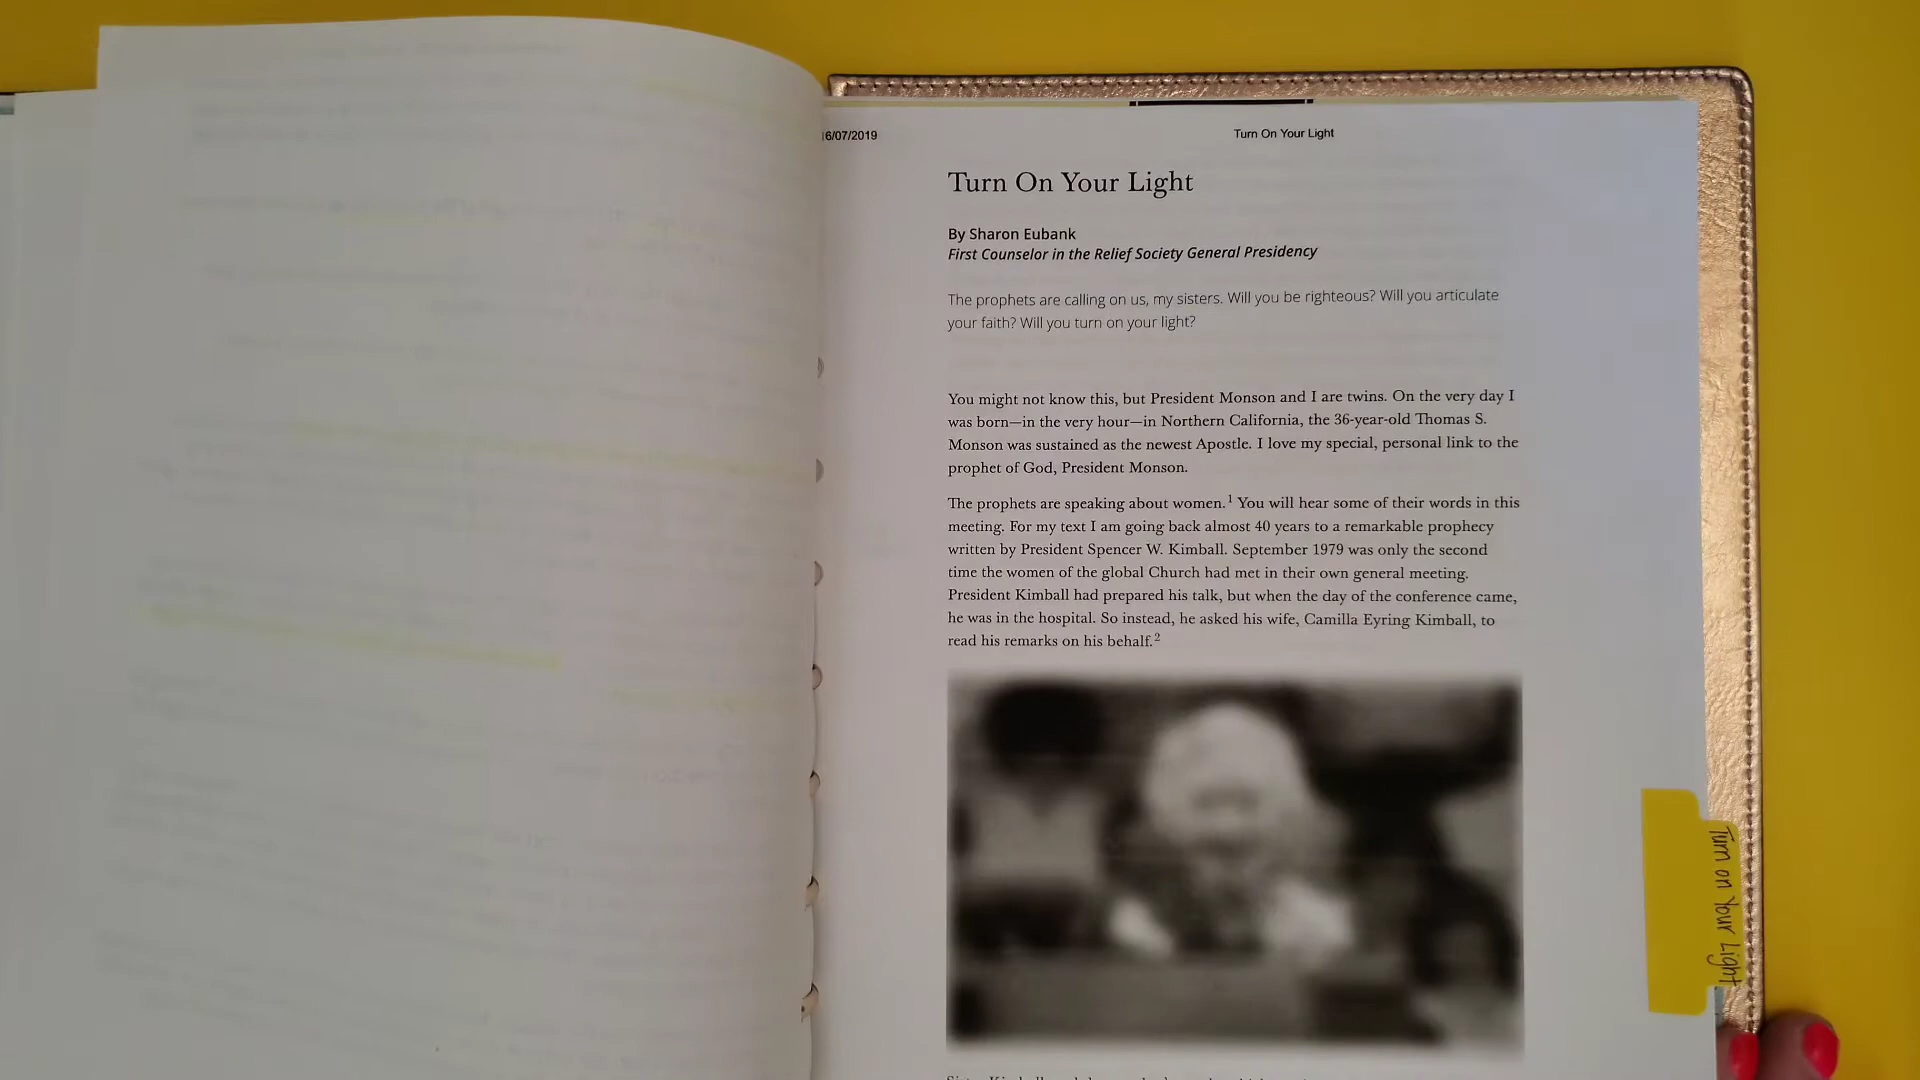 6/07/2019
Turn On Your Light
Turn On Your Light
By Sharon Eubank
First Counselor in the Relief Society General Presidency
The prophets are calling on us, my sisters. Will you be righteous? Will you articulate
your faith? Will you turn on your light?
You might not know this, but President Monson and I are twins. On the very day I
was born—in the very hour—in Northern California, the 36-year-old Thomas S.
Monson was sustained as the newest Apostle. I love my special, personal link to the
prophet of God, President Monson.
The prophets are speaking about women.1 You will hear some of their words in this
meeting. For my text I am going back almost 40 years to a remarkable prophecy
written by President Spencer W. Kimball. September 1979 was only the second
time the women of the global Church had met in their own general meeting.
President Kimball had prepared his talk, but when the day of the conference came,
he was in the hospital. So instead, he asked his wife, Camilla Eyring Kimball, to
read his remarks on his behalf.2
Turn on Your Light